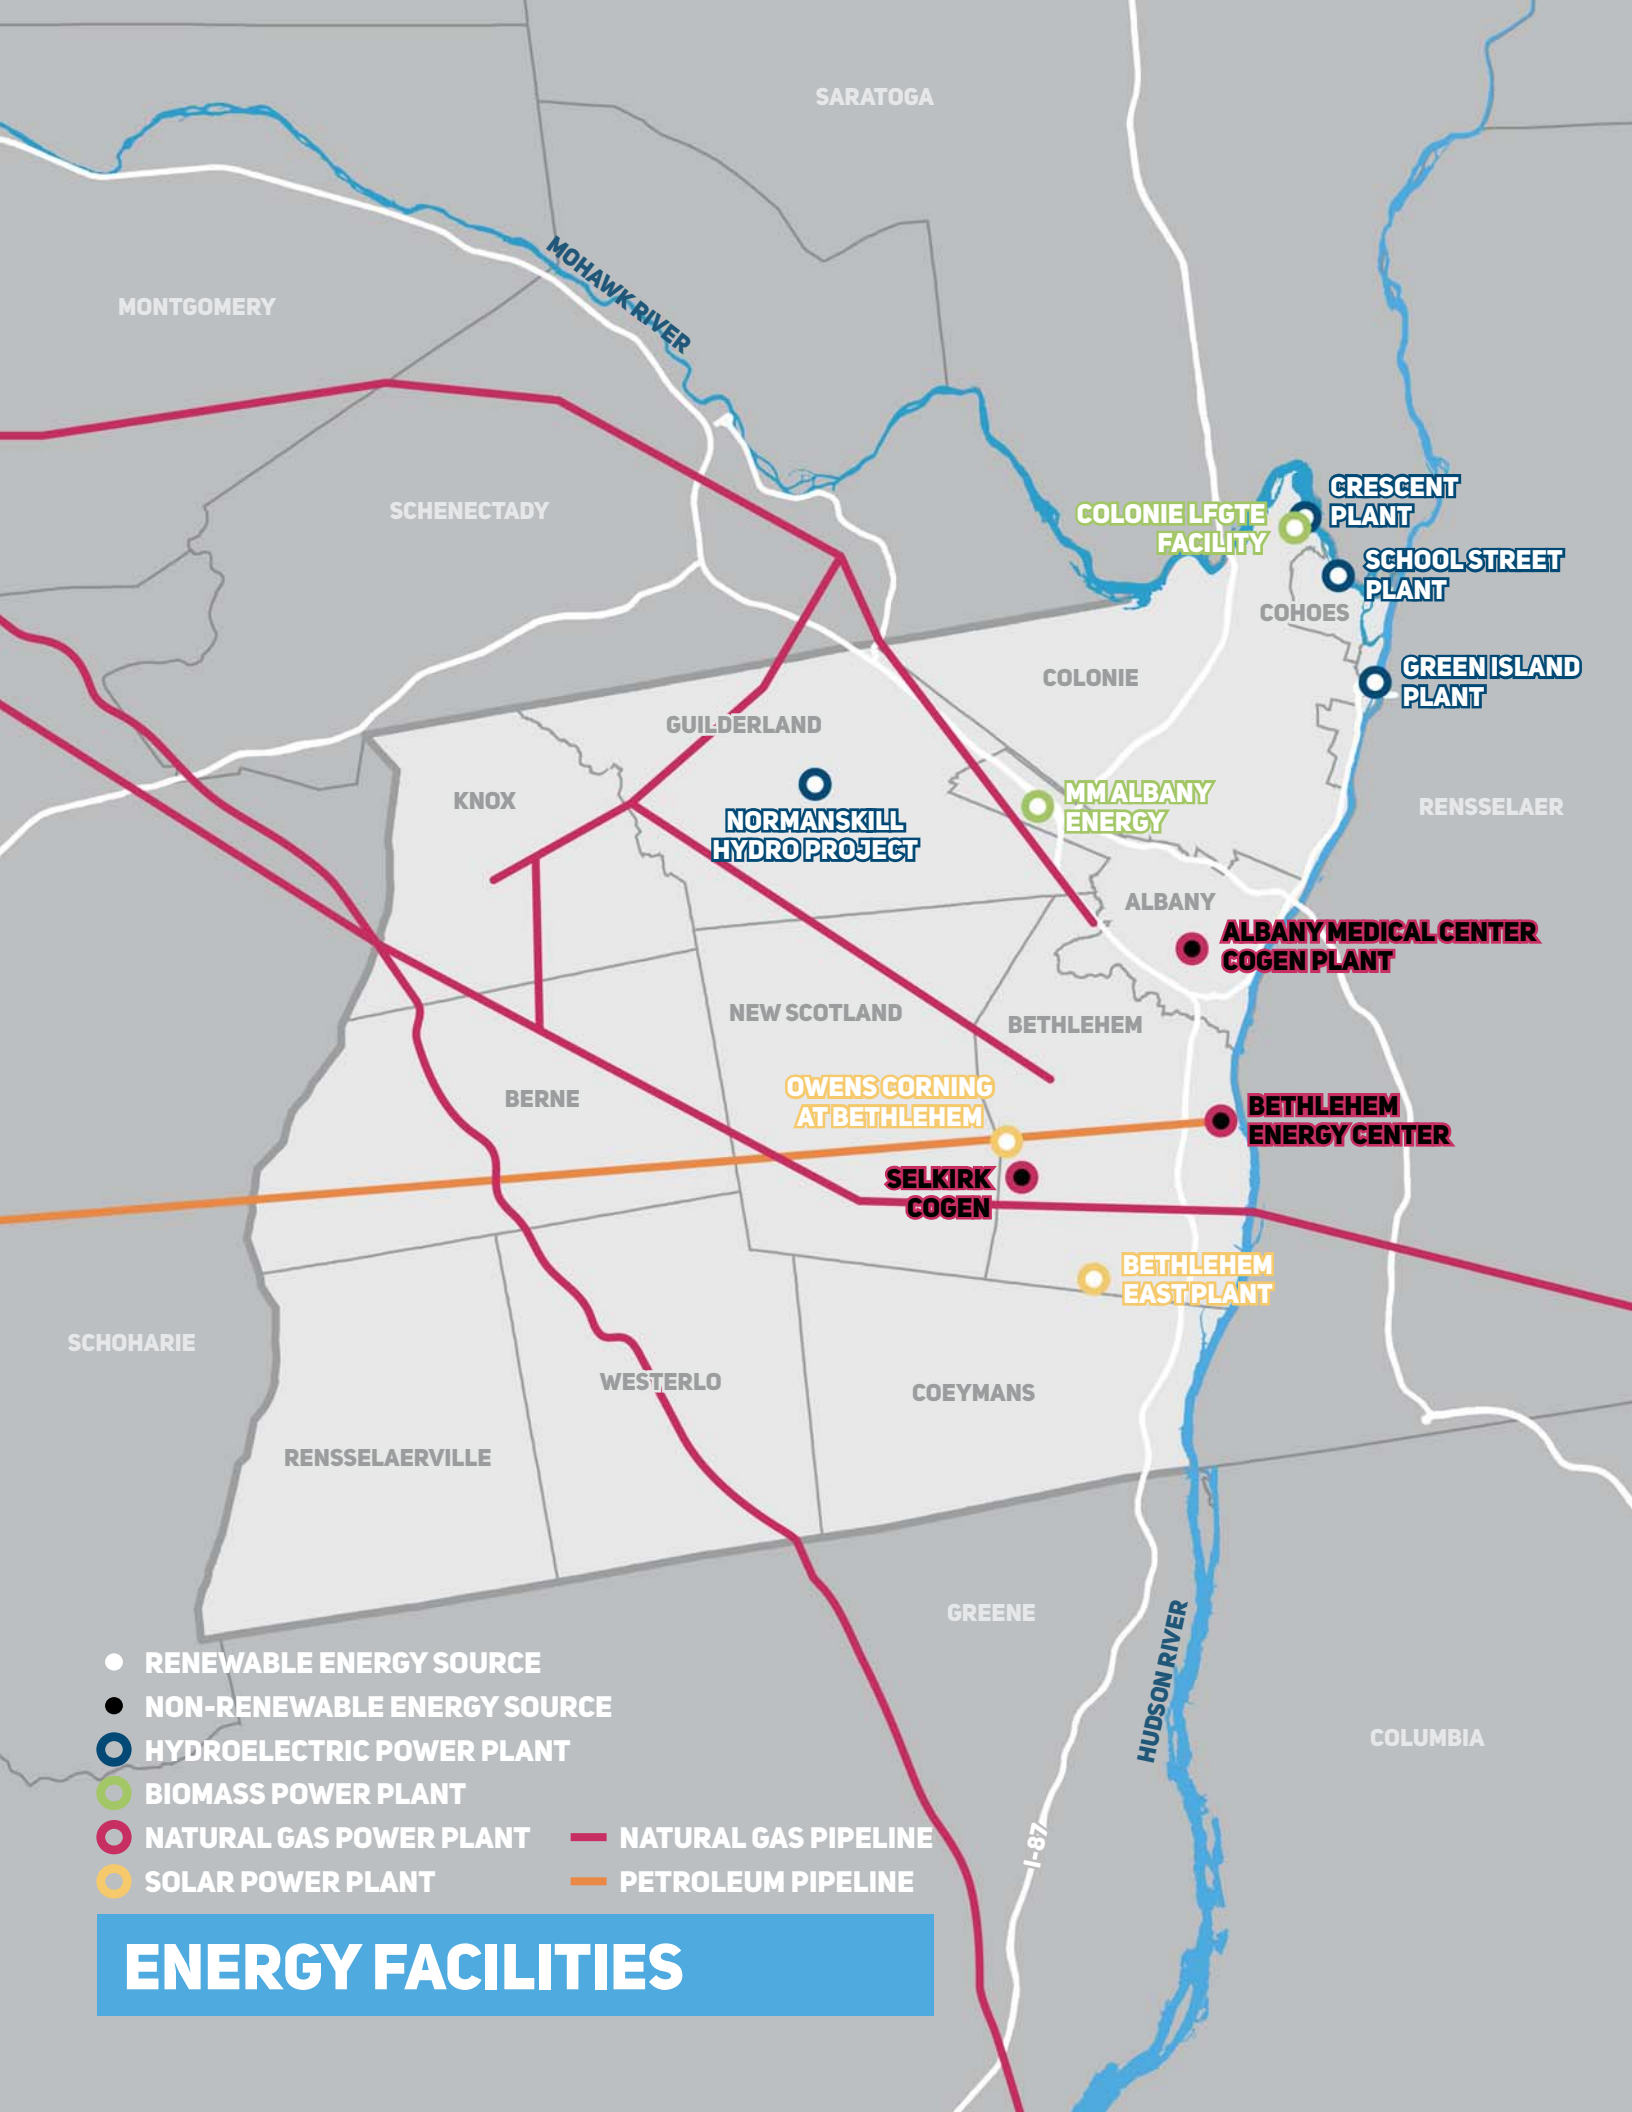 SARATOGA
MOHAWK RIVER
MONTGOMERY
SCHENECTADY
CRESCENT
PLANT
COLONIE LFGTE
FACILITY
SCHOOL STREET
PLANT
COHOES
GREEN ISLAND
PLANT
COLONIE
GUILDERLAND
KNOX
NORMANSKILL
HYDRO PROJECT
MM ALBANY
ENERGY
RENSSELAER
ALBANY
ALBANY MEDICAL CENTER
COGEN PLANT
NEW SCOTLAND
BETHLEHEM
BERNE
OWENS CORNING
AT BETHLEHEM
BETHLEHEM
ENERGY CENTER
SELKIRK
COGEN
BETHLEHEM
EAST PLANT
SCHOHARIE
WESTERLO
COEYMANS
RENSSELAERVILLE
GREENE
HUDSON RIVER
COLUMBIA
I-87
RENEWABLE ENERGY SOURCE
NON-RENEWABLE ENERGY SOURCE
HYDROELECTRIC POWER PLANT
BIOMASS POWER PLANT
NATURAL GAS POWER PLANT
NATURAL GAS PIPELINE
SOLAR POWER PLANT
PETROLEUM PIPELINE
ENERGY FACILITIES